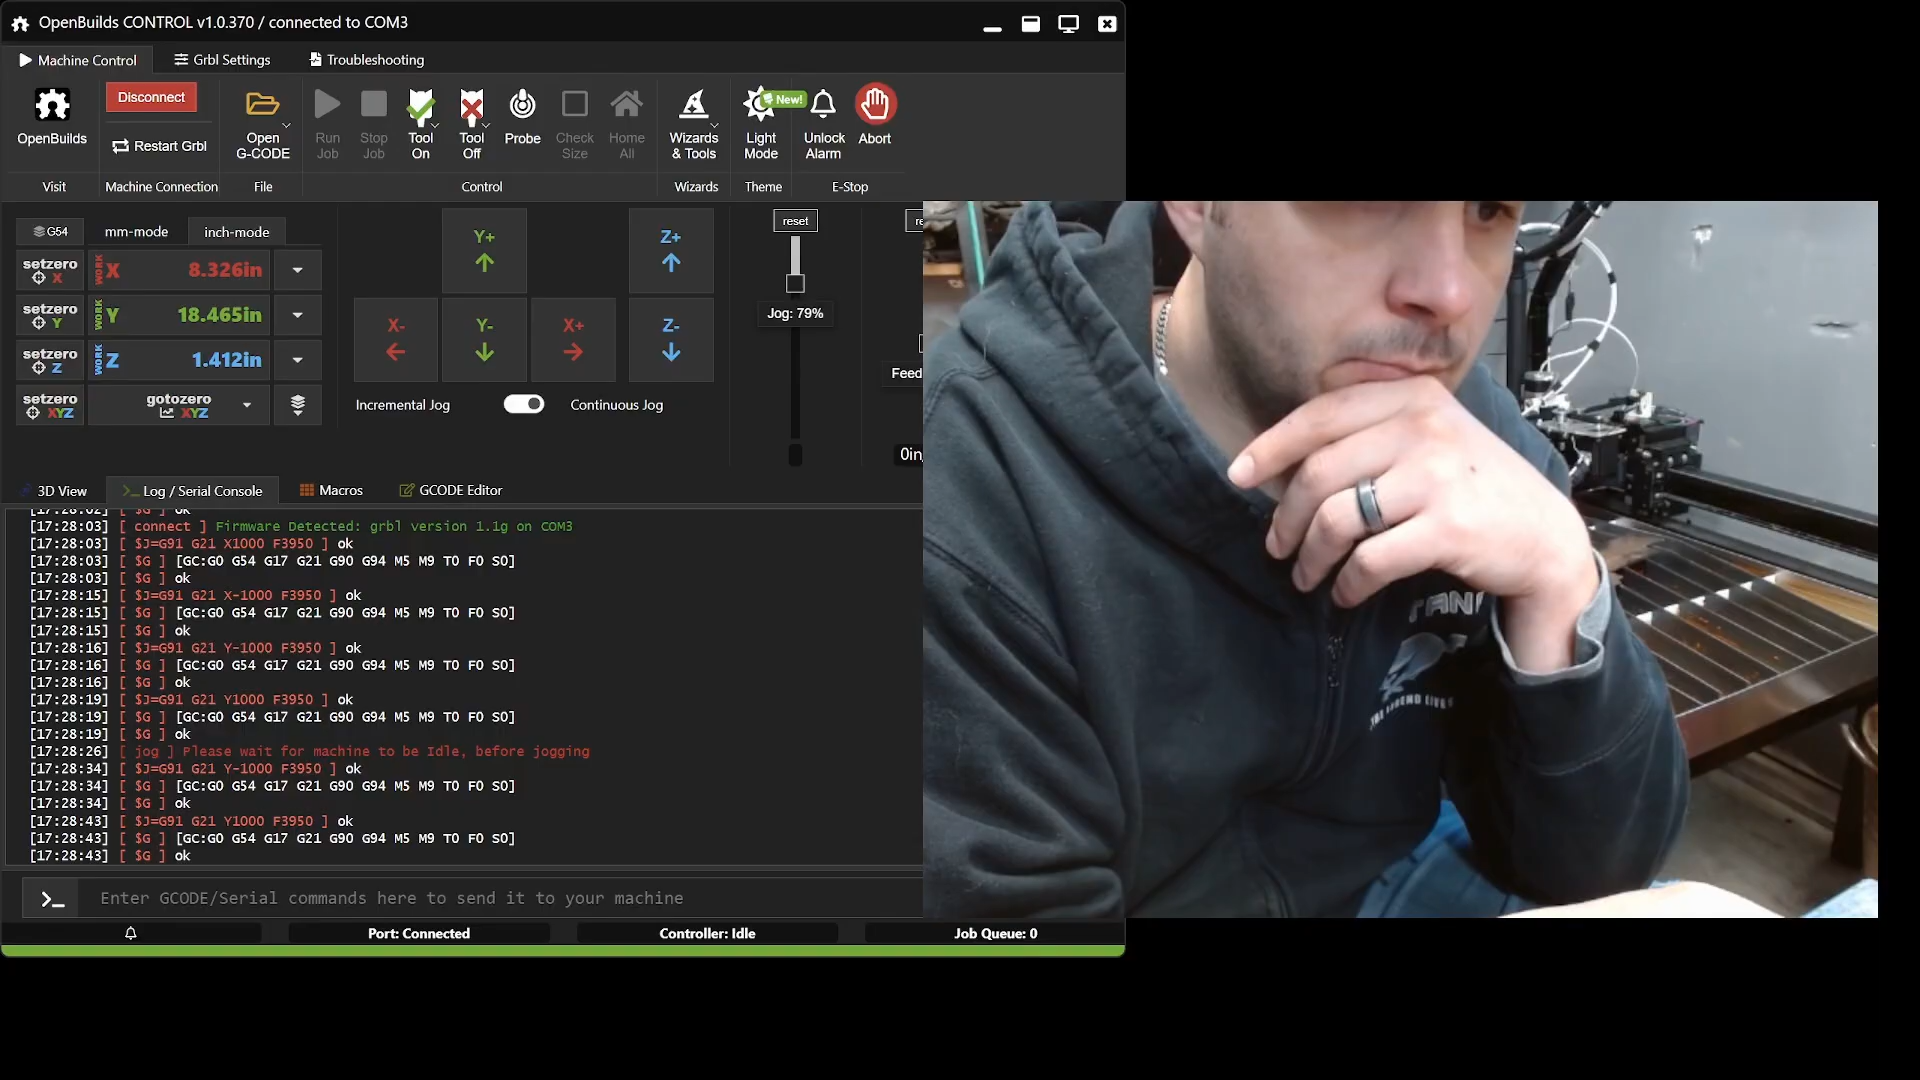 OpenBuilds CONTROL v1.0.370 / connected to COM3
Machine Control Grbl Settings Troubleshooting
OpenBuilds
Disconnect
Restart Grbl
Open G-CODE
Run Job
Stop Job
Tool On
Tool Off
Probe
Check Size
Home All
Wizards & Tools
New!
Light Mode
Unlock Alarm
Abort
Visit Machine Connection File Control Wizards Theme E-Stop
G54 mm-mode inch-mode
setzero X WORK X 8.326in
setzero Y WORK Y 18.465in
setzero Z WORK Z 1.412in
setzero XYZ gotozero XYZ
Y+ Z+
X- Y- X+ Z-
Incremental Jog Continuous Jog
reset
Jog: 79%
Feed
3D View Log / Serial Console Macros GCODE Editor
[17:28:02] [ $G ] ok
[17:28:03] [ connect ] Firmware Detected: grbl version 1.1g on COM3
[17:28:03] [ $J=G91 G21 X1000 F3950 ] ok
[17:28:03] [ $G ] [GC:G0 G54 G17 G21 G90 G94 M5 M9 T0 F0 S0]
[17:28:03] [ $G ] ok
[17:28:15] [ $J=G91 G21 X-1000 F3950 ] ok
[17:28:15] [ $G ] [GC:G0 G54 G17 G21 G90 G94 M5 M9 T0 F0 S0]
[17:28:15] [ $G ] ok
[17:28:16] [ $J=G91 G21 Y-1000 F3950 ] ok
[17:28:16] [ $G ] [GC:G0 G54 G17 G21 G90 G94 M5 M9 T0 F0 S0]
[17:28:16] [ $G ] ok
[17:28:19] [ $J=G91 G21 Y1000 F3950 ] ok
[17:28:19] [ $G ] [GC:G0 G54 G17 G21 G90 G94 M5 M9 T0 F0 S0]
[17:28:19] [ $G ] ok
[17:28:26] [ jog ] Please wait for machine to be Idle, before jogging
[17:28:34] [ $J=G91 G21 Y-1000 F3950 ] ok
[17:28:34] [ $G ] [GC:G0 G54 G17 G21 G90 G94 M5 M9 T0 F0 S0]
[17:28:34] [ $G ] ok
[17:28:43] [ $J=G91 G21 Y1000 F3950 ] ok
[17:28:43] [ $G ] [GC:G0 G54 G17 G21 G90 G94 M5 M9 T0 F0 S0]
[17:28:43] [ $G ] ok
Enter GCODE/Serial commands here to send it to your machine
Port: Connected Controller: Idle Job Queue: 0